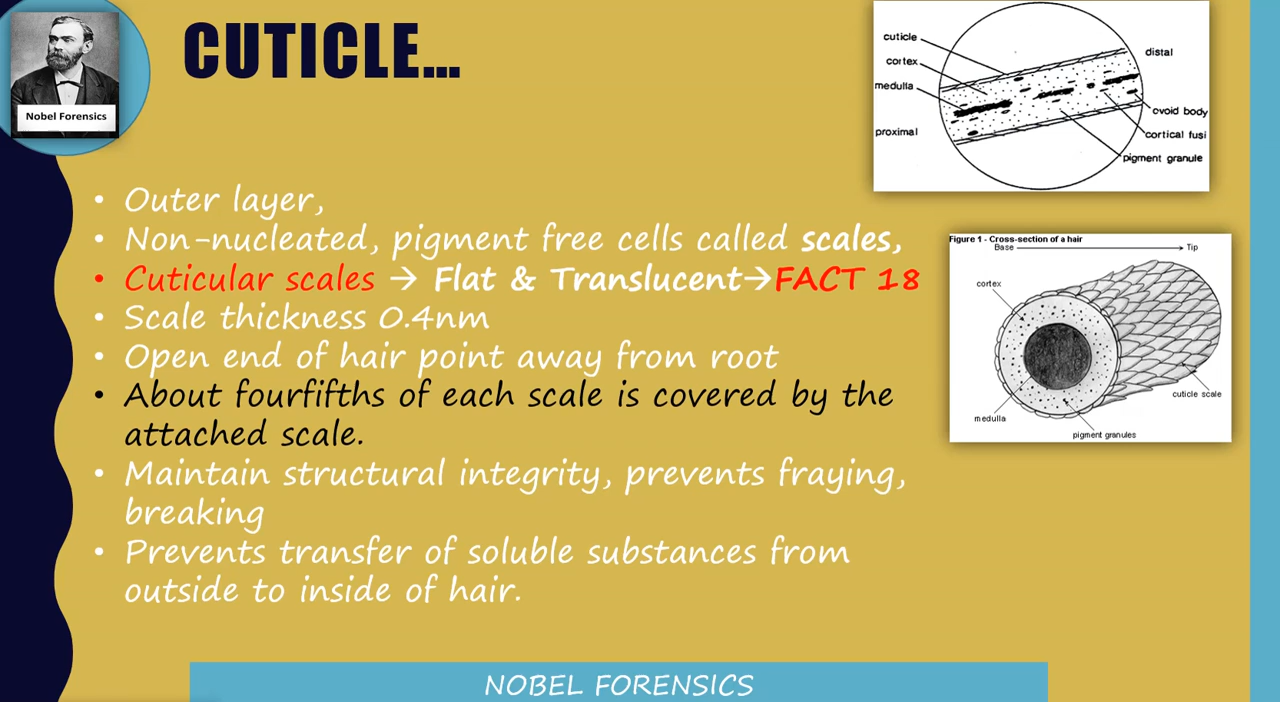 Nobel Forensics
CUTICLE...
• Outer layer,
• Non-nucleated, pigment free cells called scales,
• Cuticular scales → Flat & Translucent→FACT 18
• Scale thickness 0.4nm
• Open end of hair point away from root
• About fourfifths of each scale is covered by the
attached scale.
• Maintain structural integrity, prevents fraying,
breaking
• Prevents transfer of soluble substances from
outside to inside of hair.
cuticle
cortex
medulla
proximal
distal
ovoid body
cortical fusi
pigment granule
Figure 1 - Cross-section of a hair
Base → Tip
cortex
cuticle scale
medulla
pigment granules
NOBEL FORENSICS